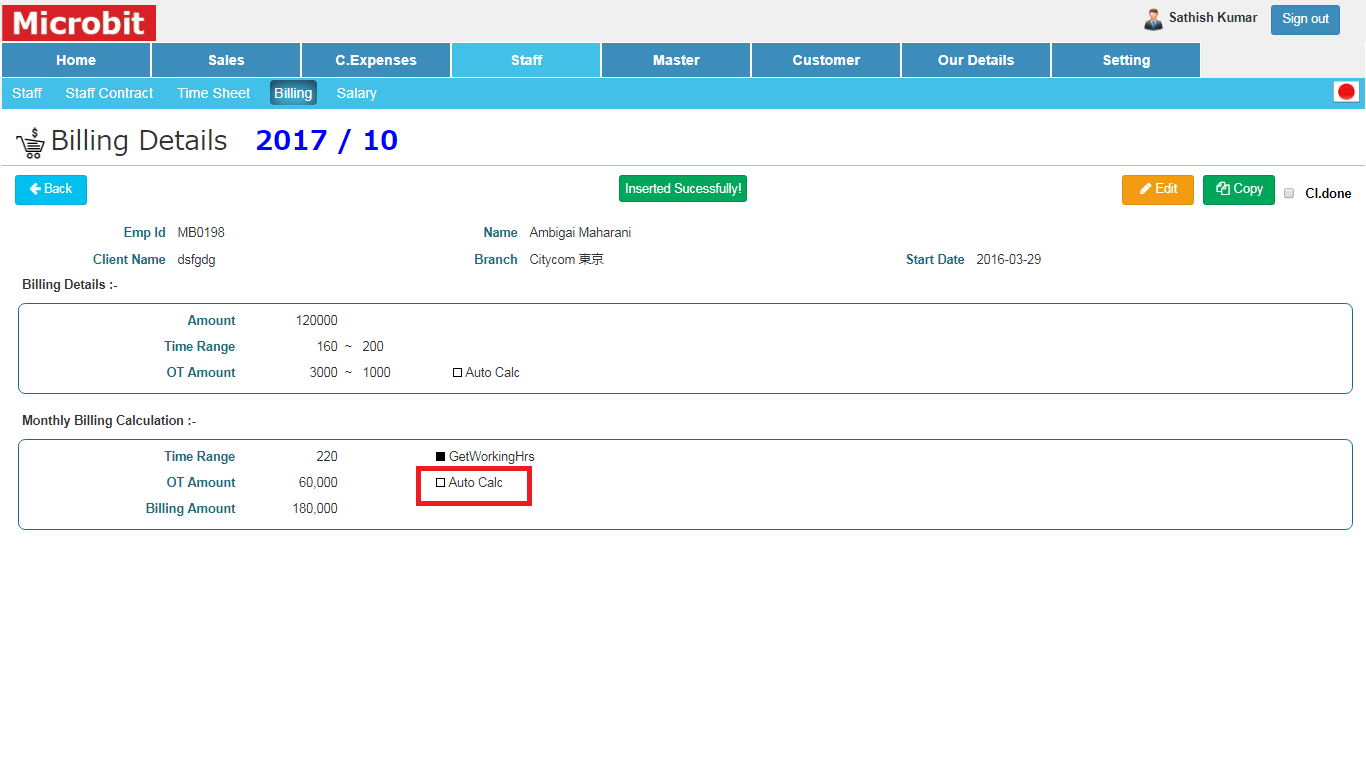 Microbit
Sathish Kumar Sign out
Home Sales C.Expenses Staff Master Customer Our Details Setting
Staff Staff Contract Time Sheet Billing Salary
Billing Details 2017 / 10
Back Inserted Sucessfully! Edit Copy Cl.done
Emp Id MB0198 Name Ambigai Maharani
Client Name dsfgdg Branch Citycom 東京 Start Date 2016-03-29
Billing Details :-
Amount 120000
Time Range 160 ~ 200
OT Amount 3000 ~ 1000 Auto Calc
Monthly Billing Calculation :-
Time Range 220 GetWorkingHrs
OT Amount 60,000 Auto Calc
Billing Amount 180,000